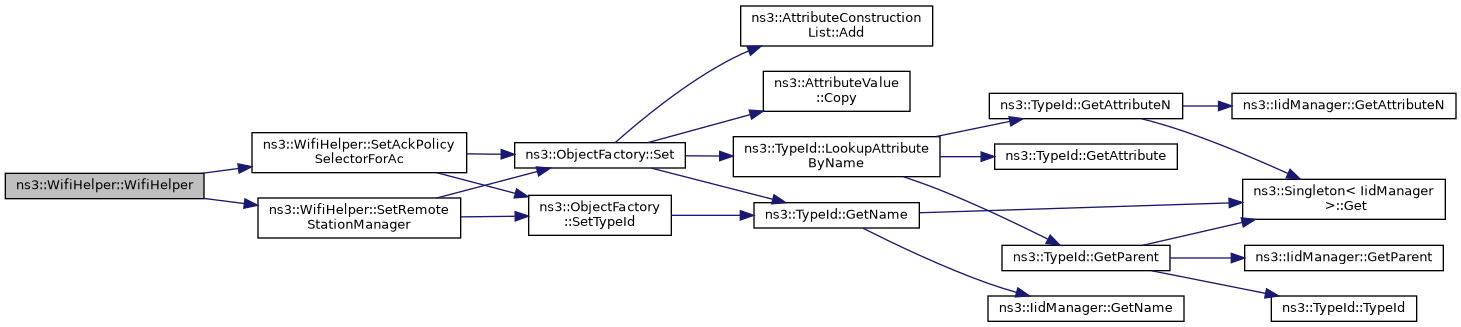 ns3::WifiHelper::WifiHelper
ns3::WifiHelper::SetAckPolicy
SelectorForAc
ns3::WifiHelper::SetRemote
StationManager
ns3::ObjectFactory::Set
ns3::ObjectFactory
::SetTypeId
ns3::AttributeConstruction
List::Add
ns3::AttributeValue
::Copy
ns3::TypeId::LookupAttribute
ByName
ns3::TypeId::GetName
ns3::TypeId::GetAttributeN
ns3::TypeId::GetAttribute
ns3::TypeId::GetParent
ns3::IidManager::GetName
ns3::IidManager::GetAttributeN
ns3::Singleton< IidManager
>::Get
ns3::IidManager::GetParent
ns3::TypeId::TypeId